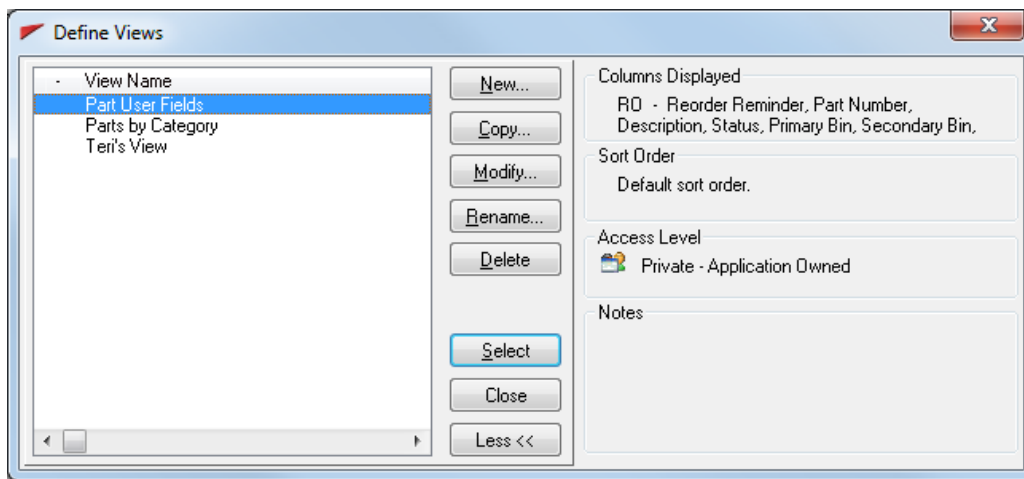 Define Views
- View Name
Part User Fields
Parts by Category
Teri's View
New...
Copy...
Modify...
Rename...
Delete
Select
Close
Less <<
Columns Displayed
RO - Reorder Reminder, Part Number,
Description, Status, Primary Bin, Secondary Bin,
Sort Order
Default sort order.
Access Level
Private - Application Owned
Notes